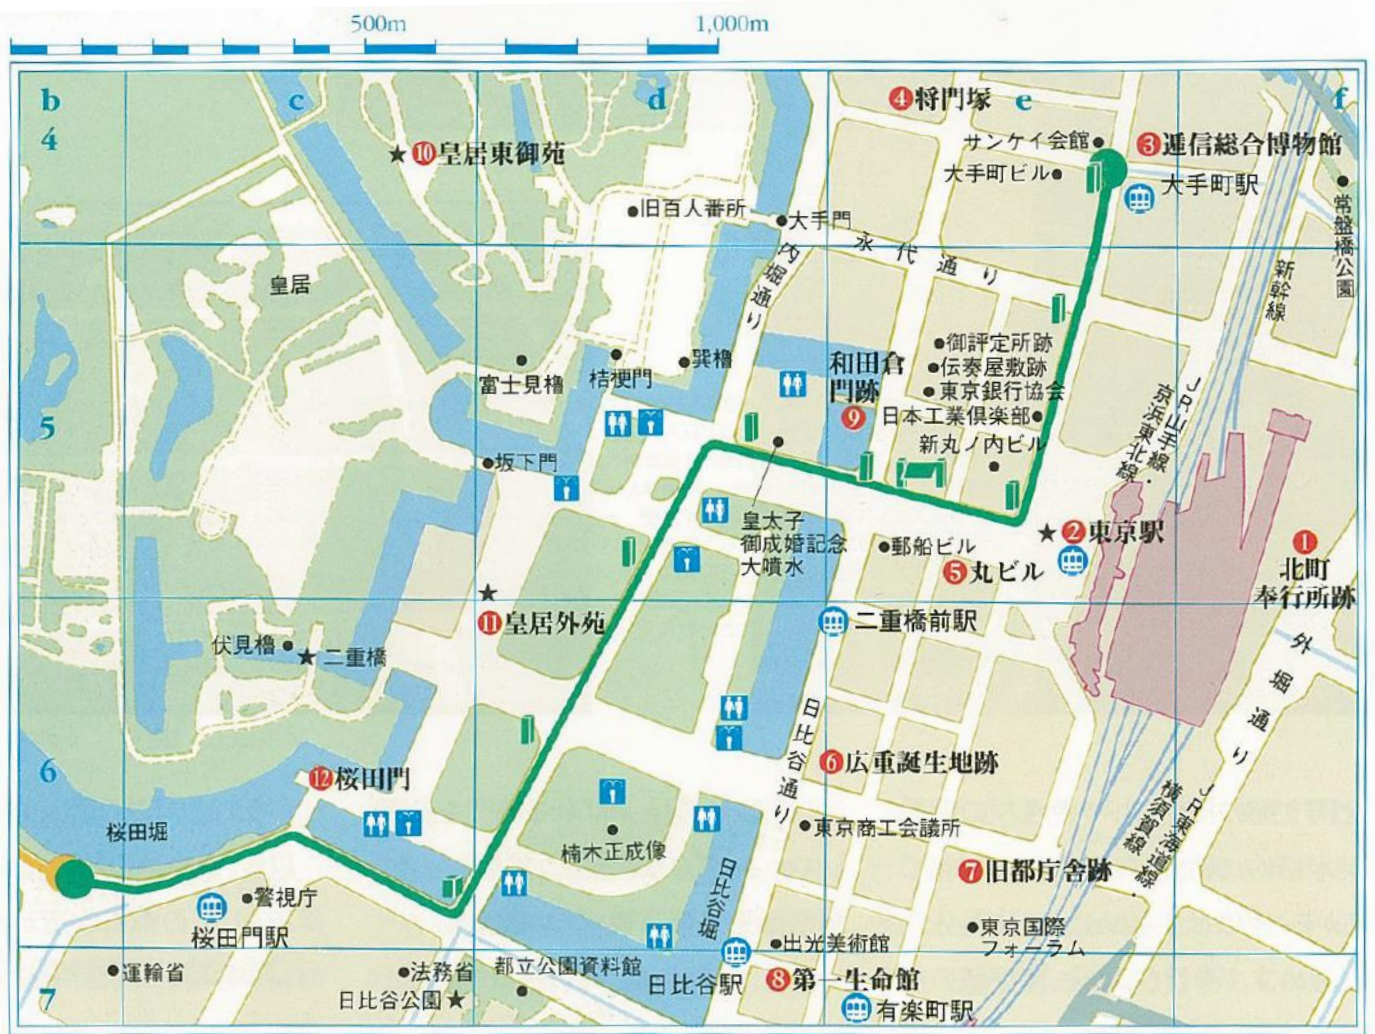 500m
1,000m
b
c
d
e
f
4
④将門塚
サンケイ会館
③逓信総合博物館
⑩皇居東御苑
大手町ビル
大手町駅
旧百人番所
大手門
常盤橋公園
永代通り
内堀通り
皇居
新幹線
御評定所跡
伝奏屋敷跡
東京銀行協会
日本工業倶楽部
新丸ノ内ビル
和田倉
門跡
⑨
巽櫓
桔梗門
富士見櫓
JR山手線・
京浜東北線
5
坂下門
皇太子
御成婚記念
大噴水
郵船ビル
②東京駅
⑤丸ビル
①
北町
奉行所跡
⑪皇居外苑
二重橋前駅
伏見櫓
二重橋
外堀通り
日比谷通り
⑥広重誕生地跡
6
⑫桜田門
桜田堀
東京商工会議所
楠木正成像
JR東海道線・
横須賀線・
⑦旧都庁舎跡
日比谷堀
警視庁
桜田門駅
東京国際
フォーラム
出光美術館
運輸省
法務省
都立公園資料館
日比谷駅
⑧第一生命館
7
日比谷公園
有楽町駅